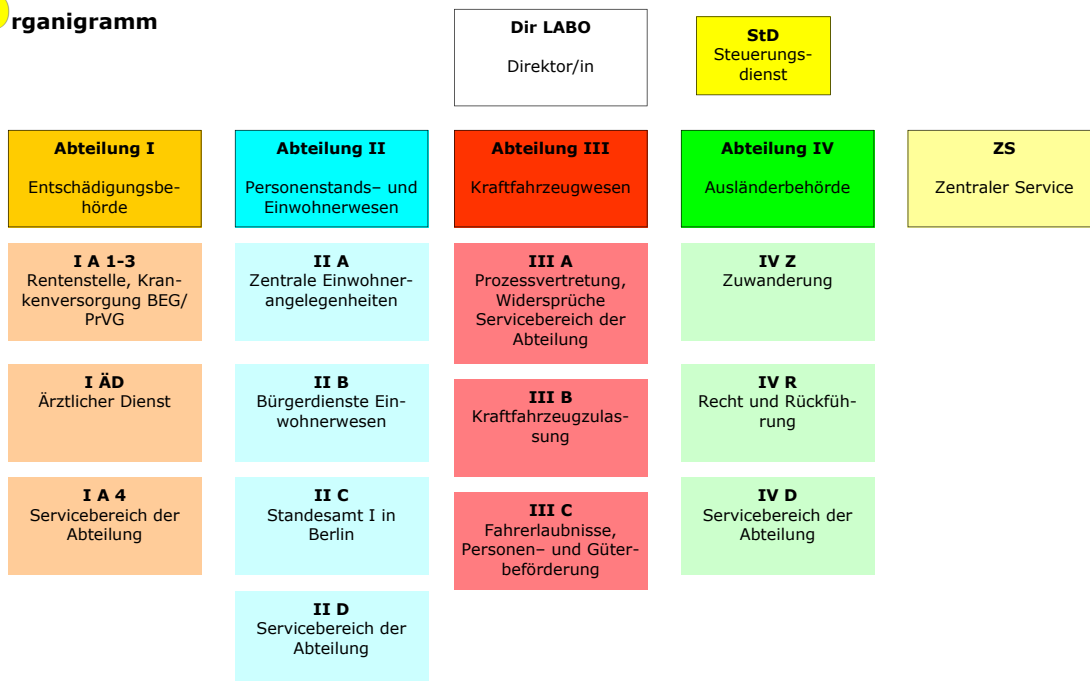 Organigramm
Dir LABO
Direktor/in
StD
Steuerungs-
dienst
Abteilung I
Entschädigungsbe-
hörde
Abteilung II
Personenstands– und
Einwohnerwesen
Abteilung III
Kraftfahrzeugwesen
Abteilung IV
Ausländerbehörde
ZS
Zentraler Service
I A 1-3
Rentenstelle, Kran-
kenversorgung BEG/
PrVG
I ÄD
Ärztlicher Dienst
I A 4
Servicebereich der
Abteilung
II A
Zentrale Einwohner-
angelegenheiten
II B
Bürgerdienste Ein-
wohnerwesen
II C
Standesamt I in
Berlin
II D
Servicebereich der
Abteilung
III A
Prozessvertretung,
Widersprüche
Servicebereich der
Abteilung
III B
Kraftfahrzeugzulas-
sung
III C
Fahrerlaubnisse,
Personen– und Güter-
beförderung
IV Z
Zuwanderung
IV R
Recht und Rückfüh-
rung
IV D
Servicebereich der
Abteilung